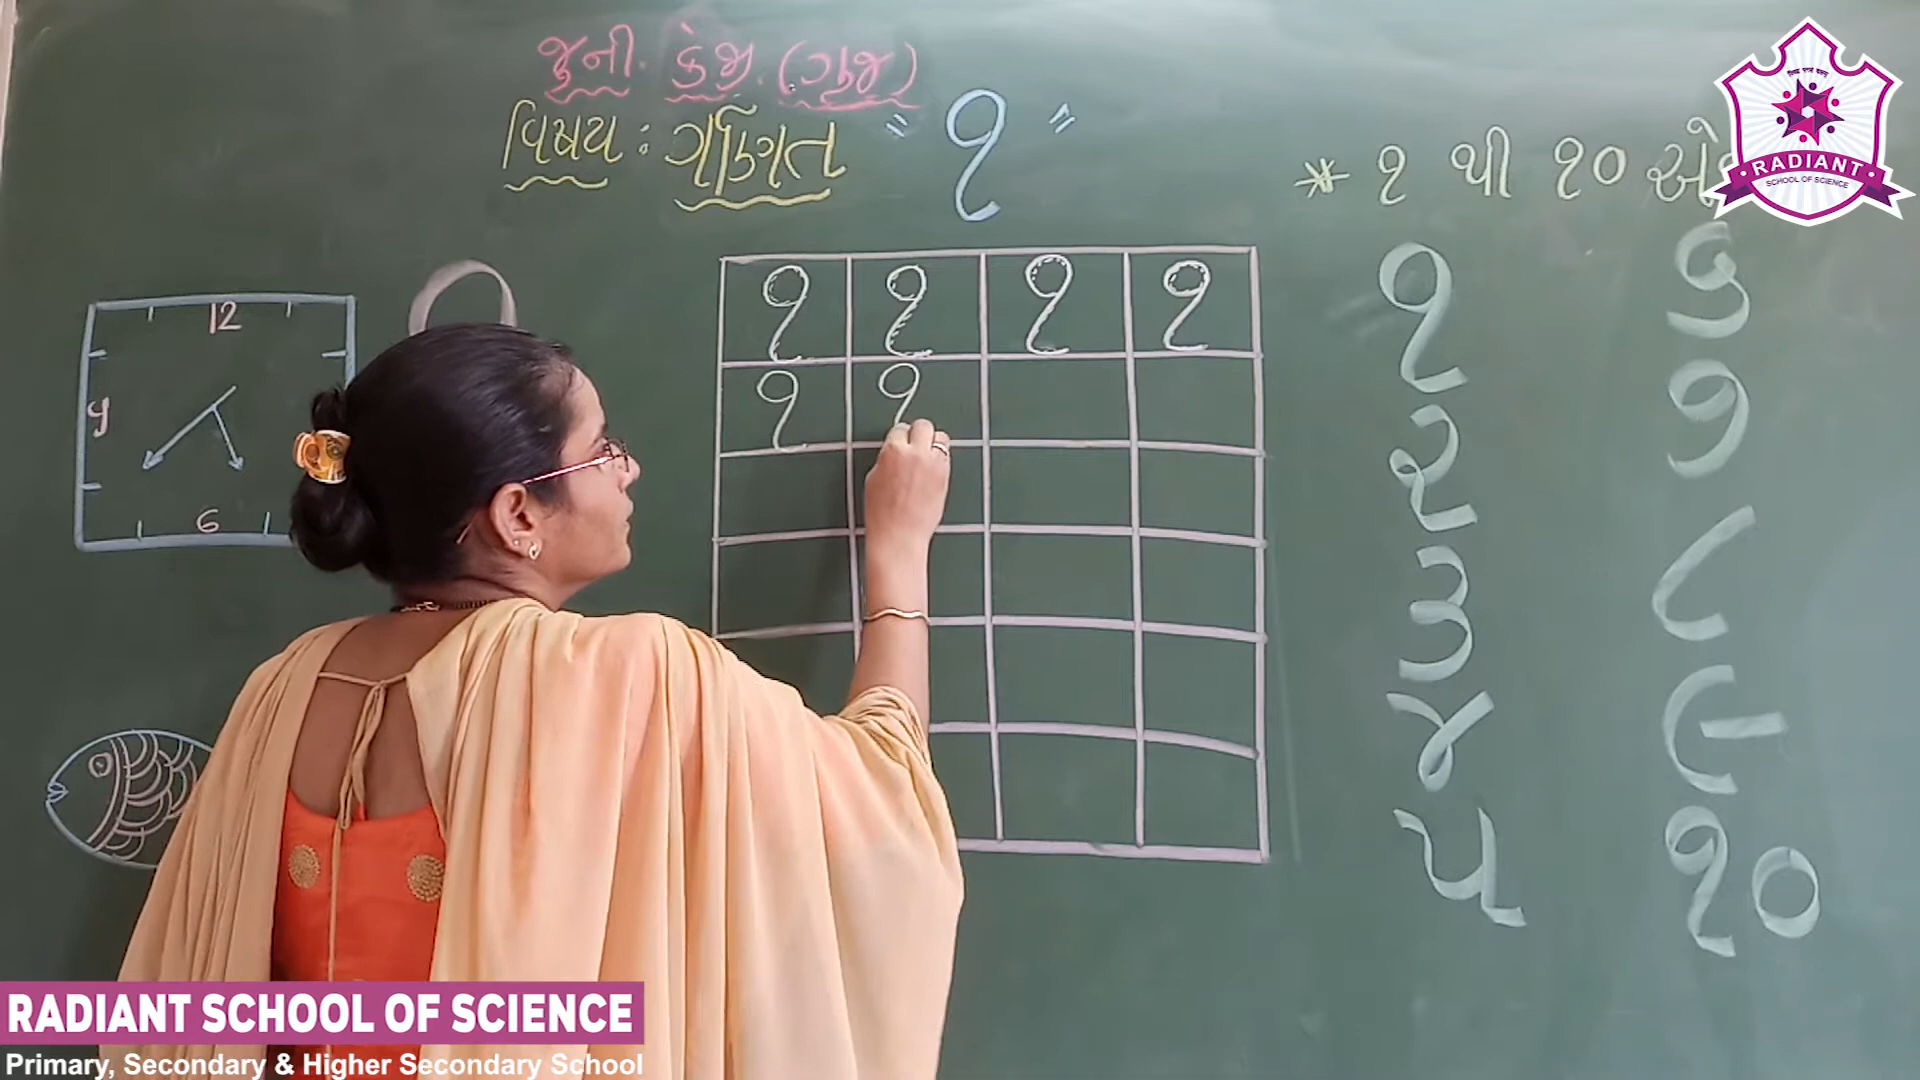 જુની. કેજી. (ગુજ)
વિષય : ગણિત "૧"
* ૧ થી ૧૦
૧ ૧ ૧ ૧
૧ ૧
12
6
૧
૨
૩
૪
૫
૬
૭
૮
૯
૧૦
RADIANT
SCHOOL OF SCIENCE
RADIANT SCHOOL OF SCIENCE
Primary, Secondary & Higher Secondary School